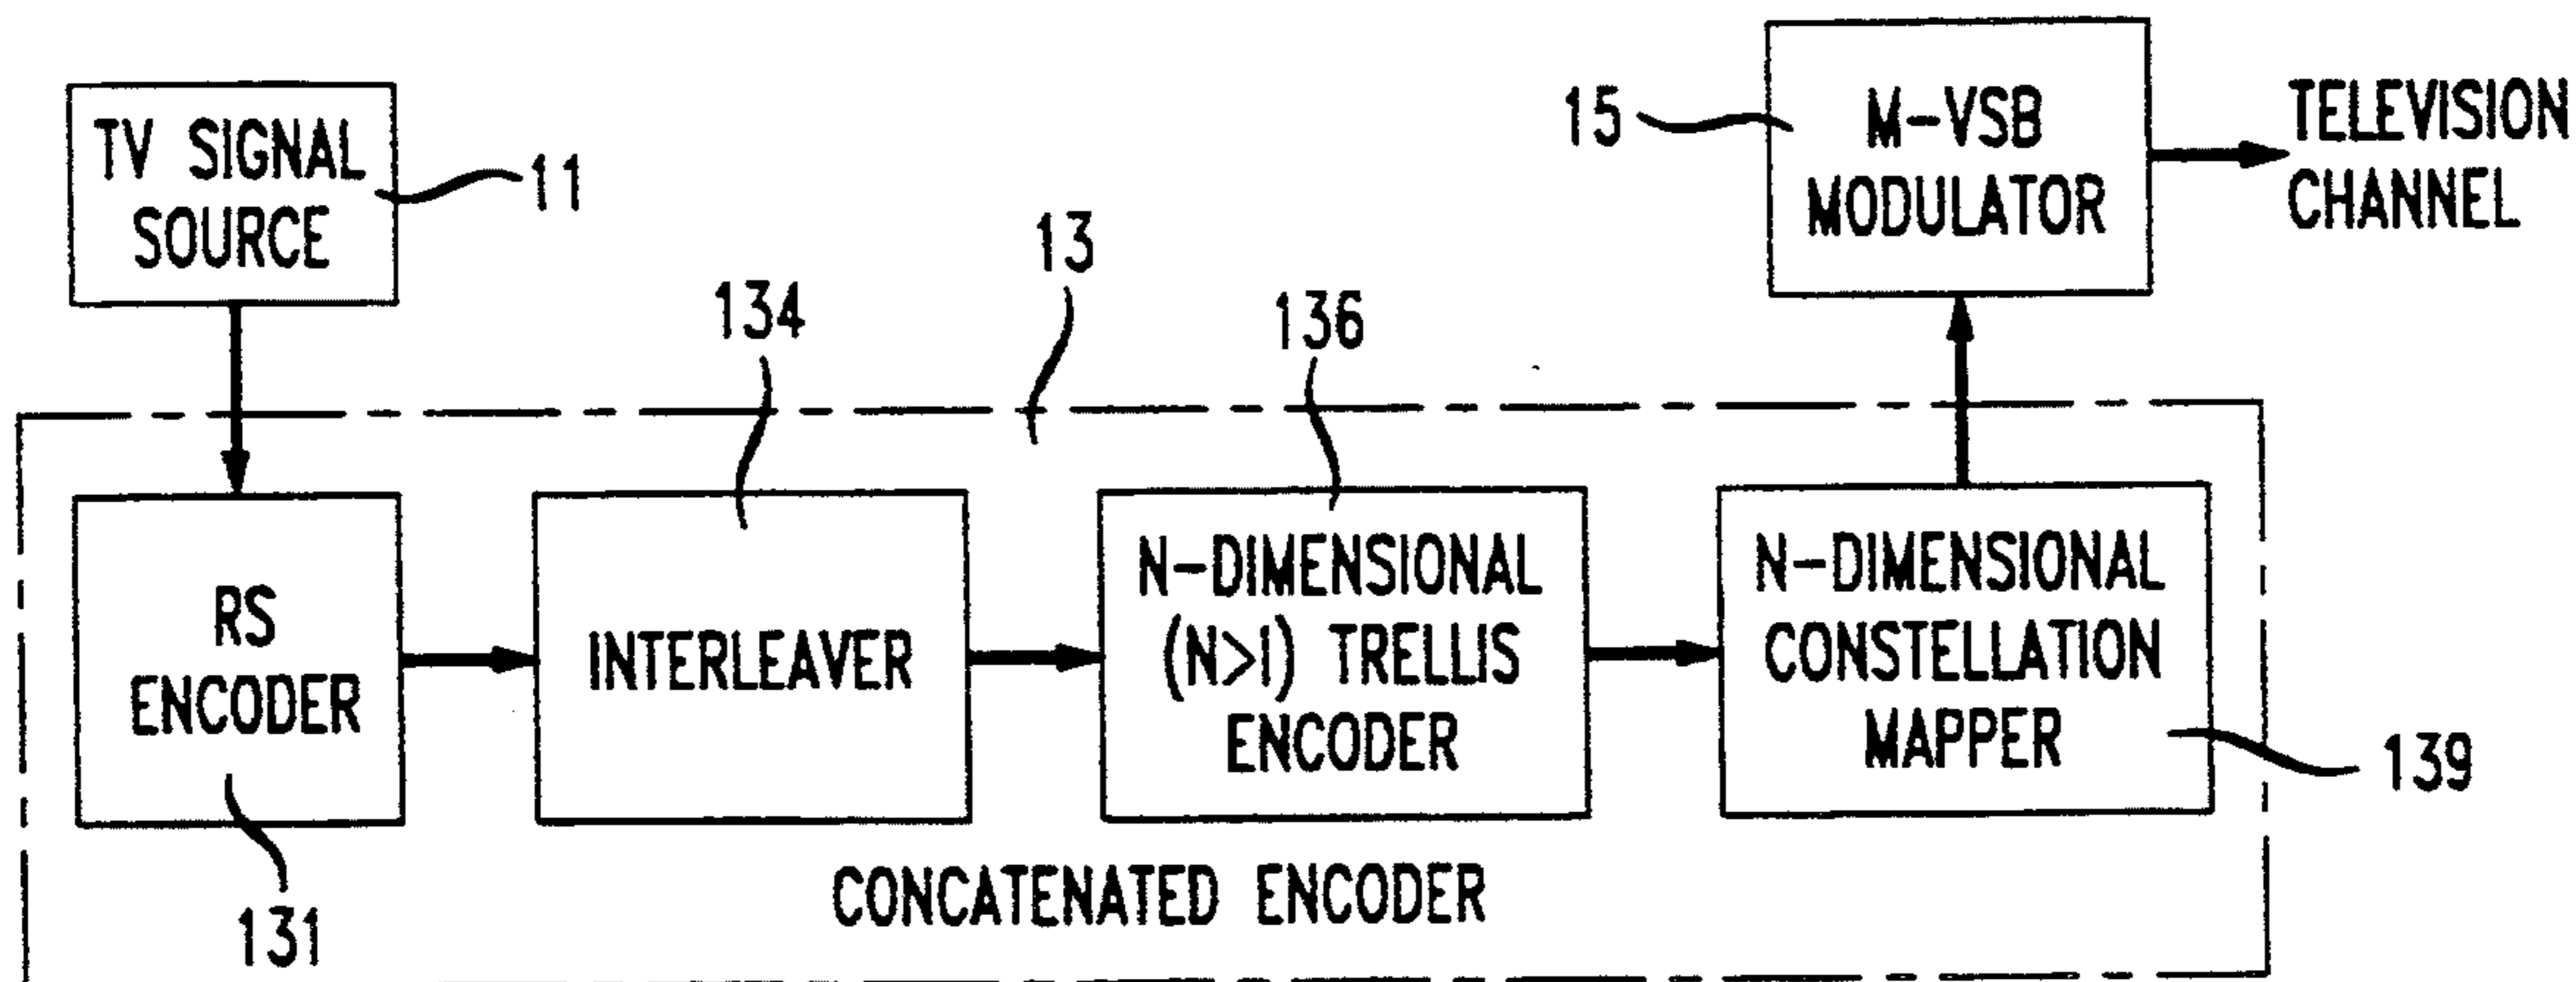 TV SIGNAL
SOURCE
11
15
M-VSB
MODULATOR
TELEVISION
CHANNEL
13
134
136
RS
ENCODER
131
INTERLEAVER
N-DIMENSIONAL
(N>1) TRELLIS
ENCODER
N-DIMENSIONAL
CONSTELLATION
MAPPER
139
CONCATENATED ENCODER